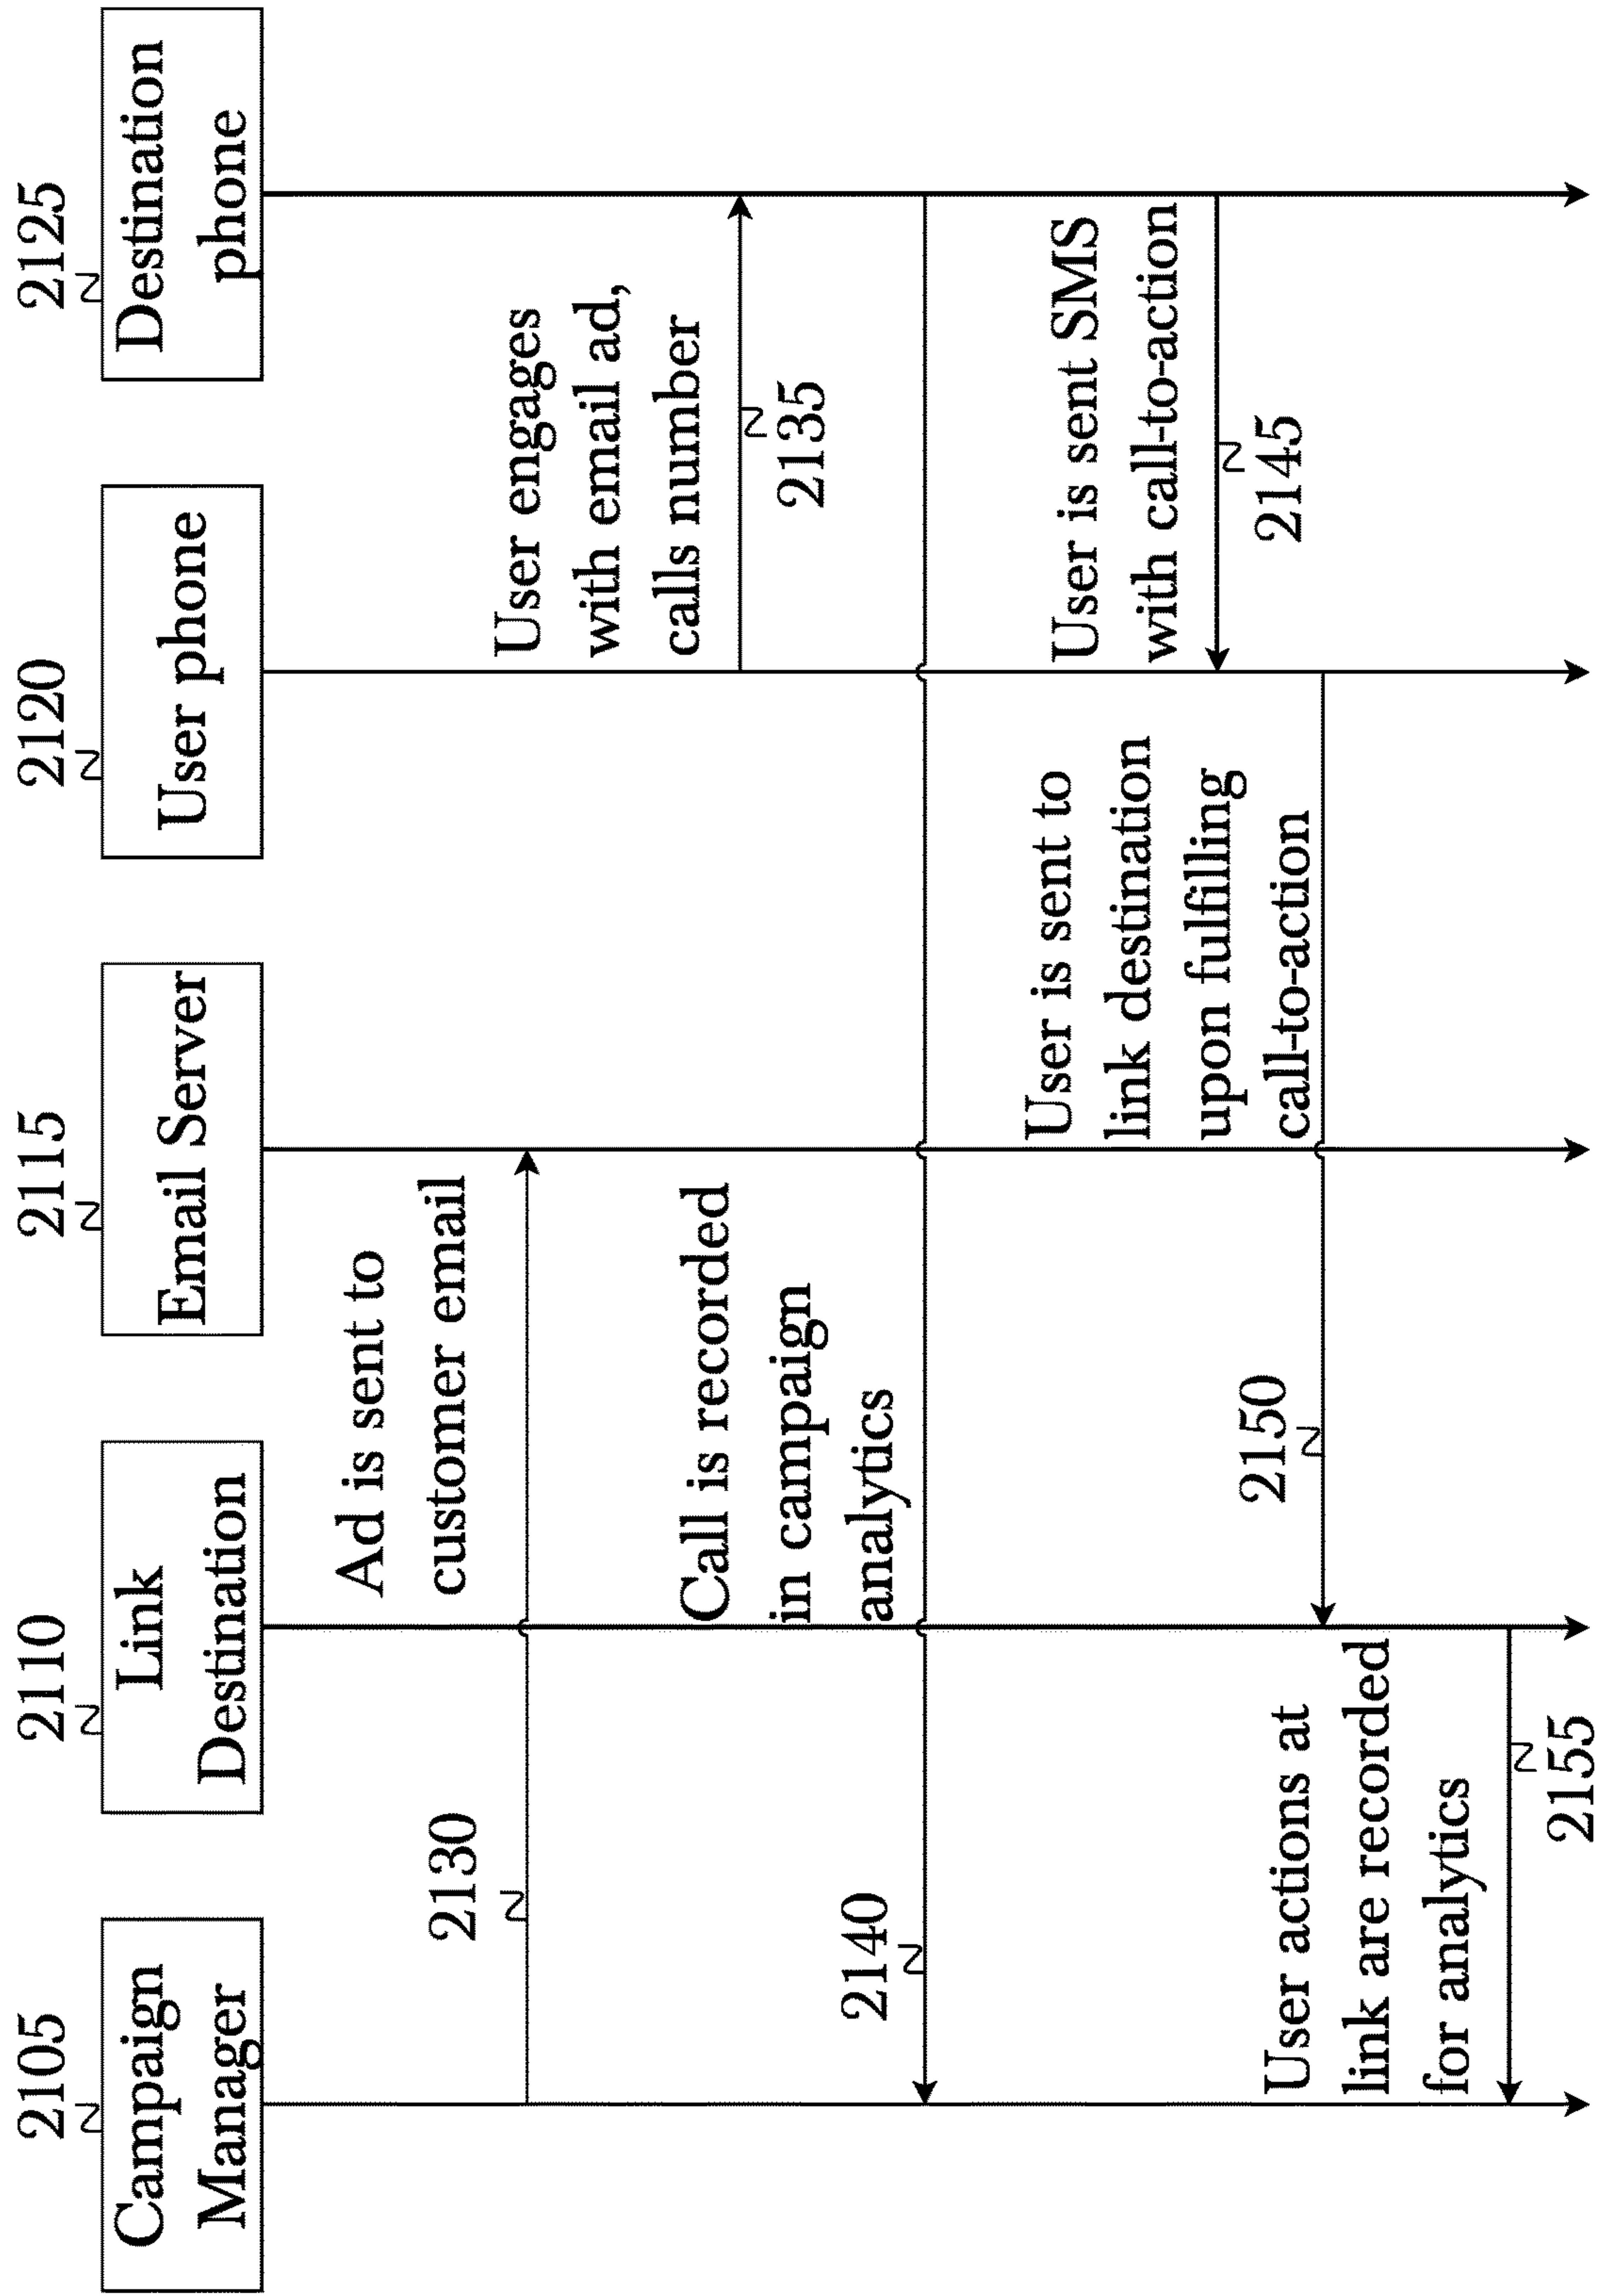 2105
Campaign
Manager
2110
Link
Destination
2115
Email Server
2120
User phone
2125
Destination
phone
Ad is sent to
customer email
2130
User engages
with email ad,
calls number
2135
Call is recorded
in campaign
analytics
2140
User is sent SMS
with call-to-action
2145
User is sent to
link destination
upon fulfilling
call-to-action
2150
User actions at
link are recorded
for analytics
2155